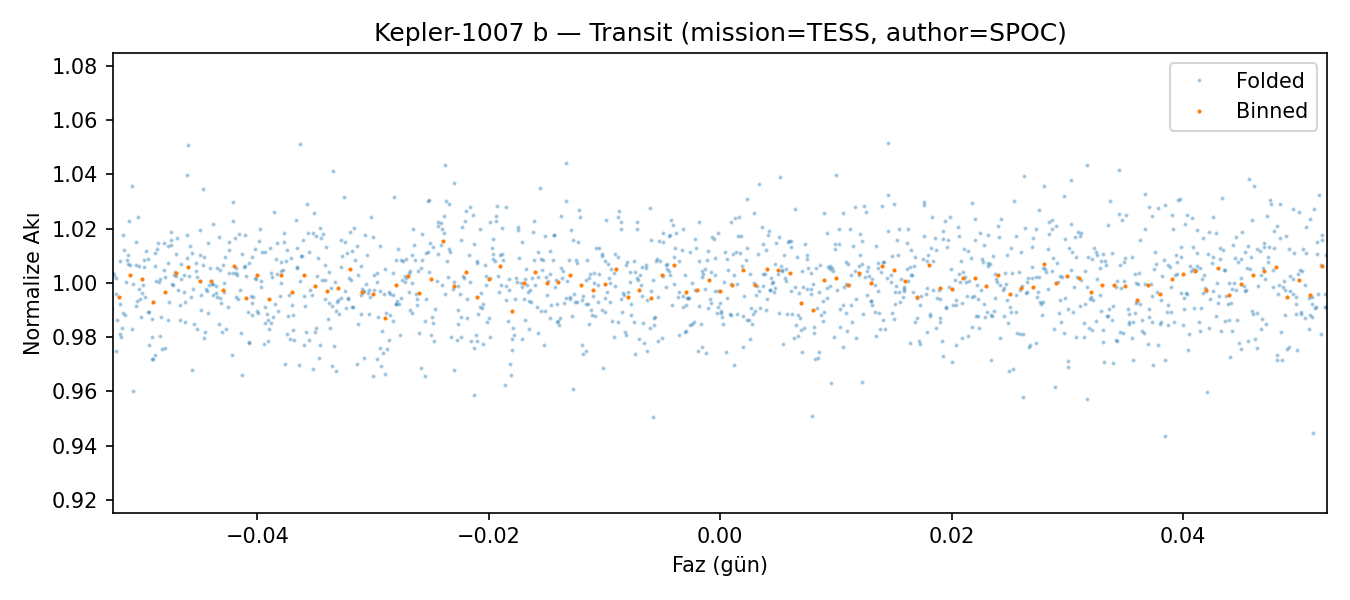 Kepler-1007 b — Transit (mission=TESS, author=SPOC)
Normalize Akı
1.08
1.06
1.04
1.02
1.00
0.98
0.96
0.94
0.92
Folded
Binned
−0.04
−0.02
0.00
0.02
0.04
Faz (gün)